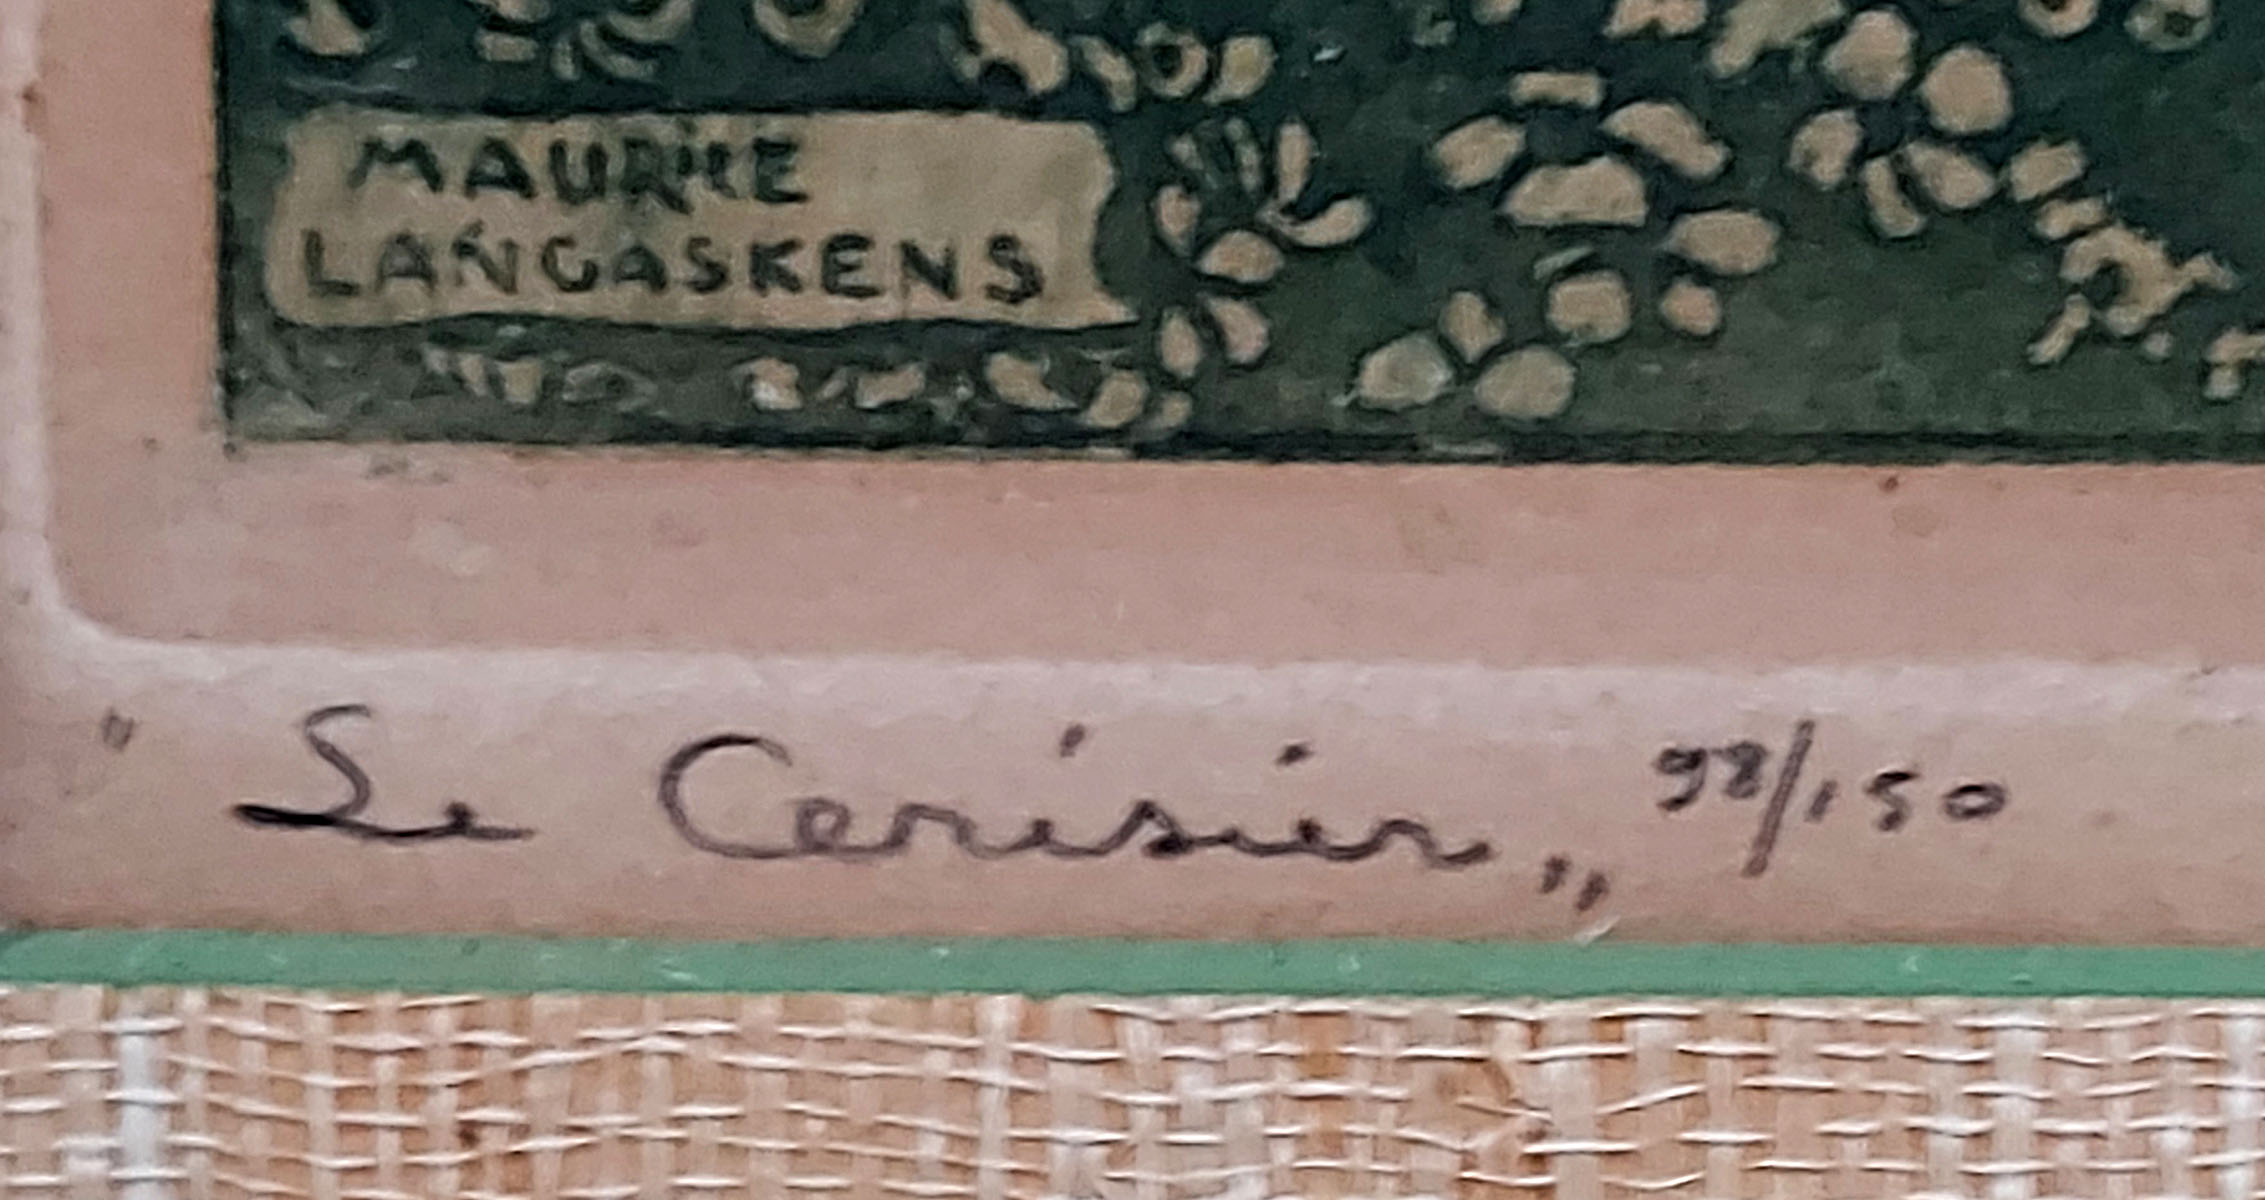 MAURICE
LANGASKENS
" Le Cerisier „ 98/150